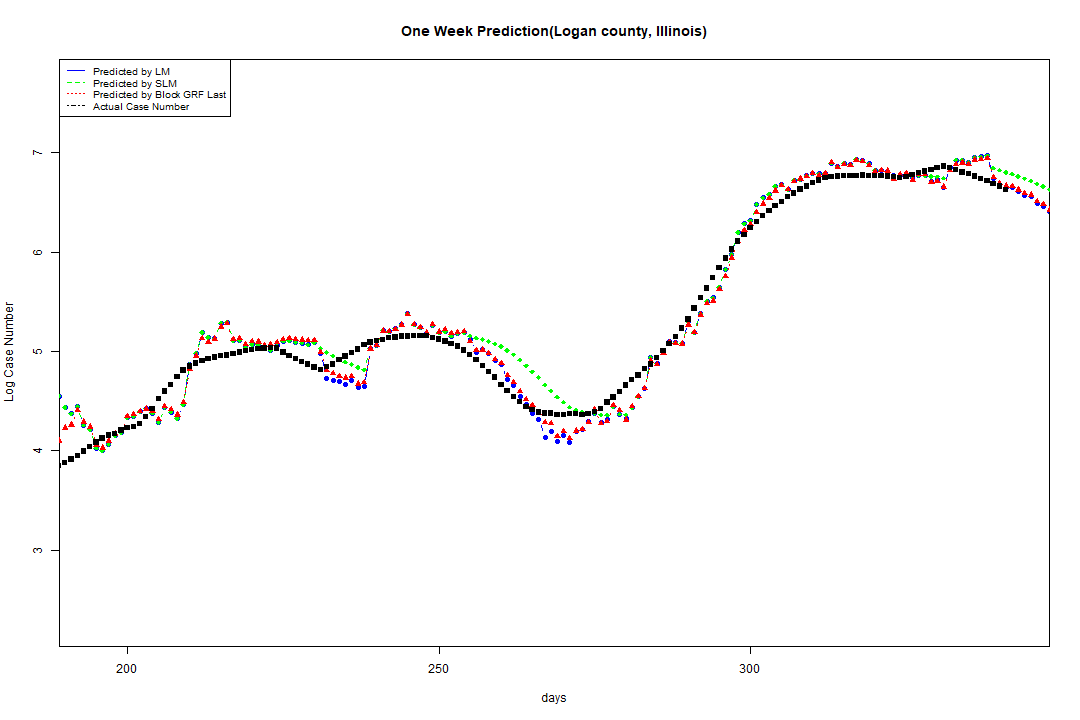 One Week Prediction(Logan county, Illinois)
Predicted by LM
Predicted by SLM
Predicted by Block GRF Last
Actual Case Number
7
6
5
4
3
Log Case Number
200 250 300
days